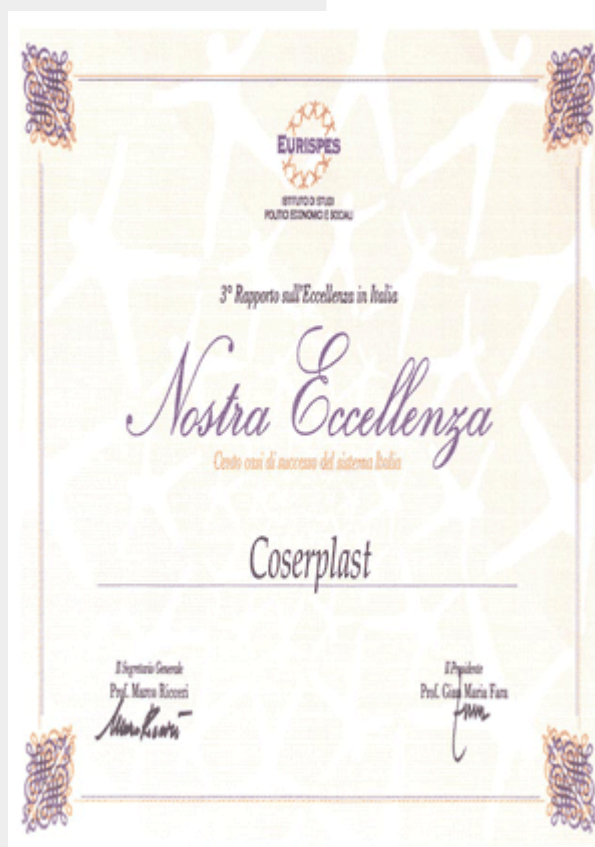 EURISPES
ISTITUTO DI STUDI
POLITICI ECONOMICI E SOCIALI
3° Rapporto sull'Eccellenza in Italia
Nostra Eccellenza
Cento casi di successo del sistema Italia
Coserplast
Il Segretario Generale
Prof. Marco Ricceri
Il Presidente
Prof. Gian Maria Fara